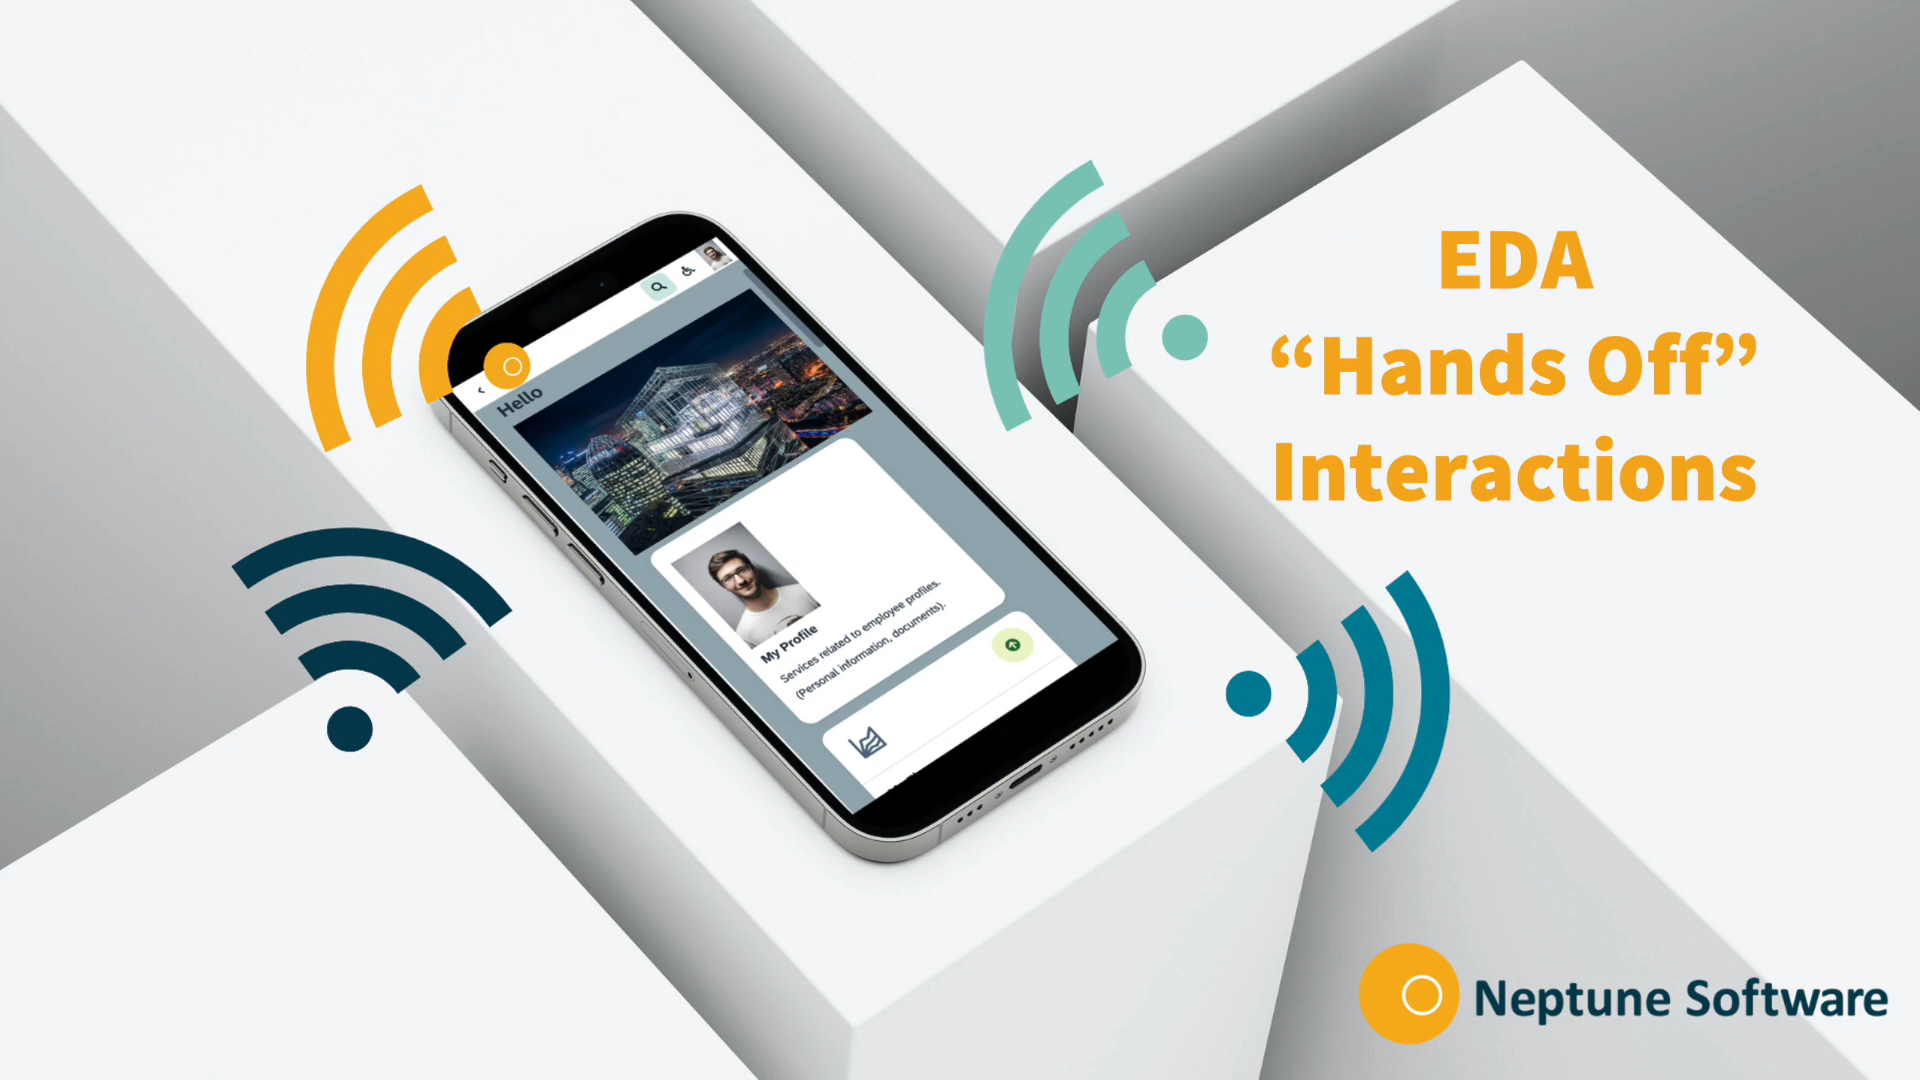 EDA
“Hands Off”
Interactions
Hello
My Profile
Services related to employee profiles.
(Personal information, documents).
Neptune Software